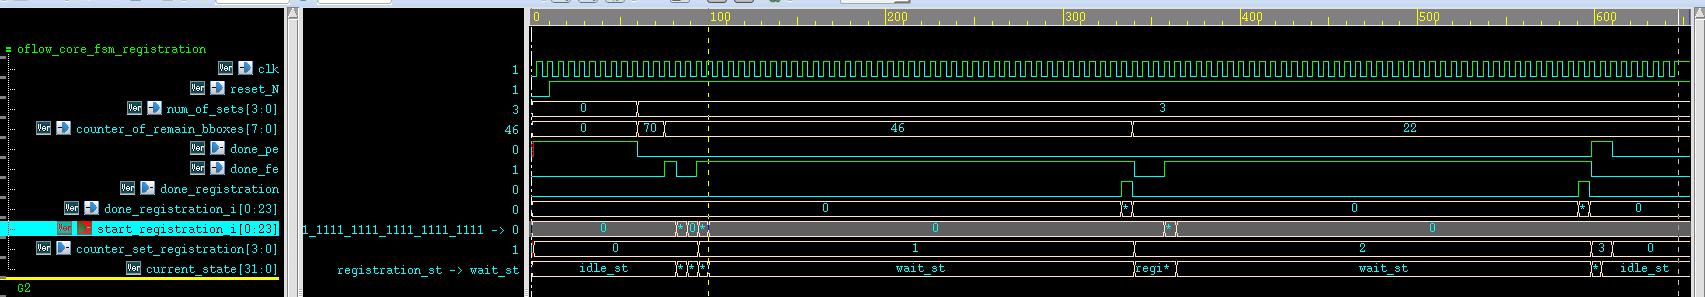 0 100 200 300 400 500 600
oflow_core_fsm_registration
Ver clk 1
Ver reset_N 1
Ver num_of_sets[3:0] 3 0 3
Ver counter_of_remain_bboxes[7:0] 46 0 70 46 22
Ver done_pe 0
Ver done_fe 1
Ver done_registration 0
Ver done_registration_i[0:23] 0 0 * 0 * 0
Ver start_registration_i[0:23] 1_1111_1111_1111_1111_1111 -> 0 0 * 0 * 0 * 0
Ver counter_set_registration[3:0] 1 0 1 2 3 0
Ver current_state[31:0] registration_st -> wait_st idle_st * * * wait_st regi* wait_st * idle_st
G2